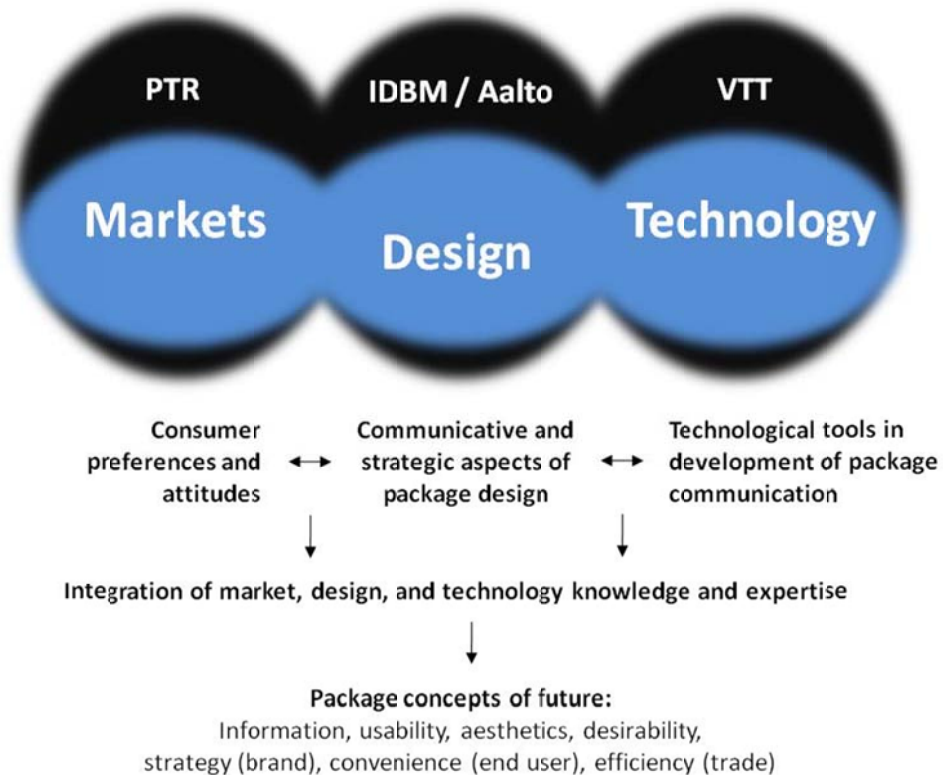 PTR
IDBM / Aalto
VTT
Markets
Design
Technology
Consumer
preferences and
attitudes
Communicative and
strategic aspects of
package design
Technological tools in
development of package
communication
Integration of market, design, and technology knowledge and expertise
Package concepts of future:
Information, usability, aesthetics, desirability,
strategy (brand), convenience (end user), efficiency (trade)